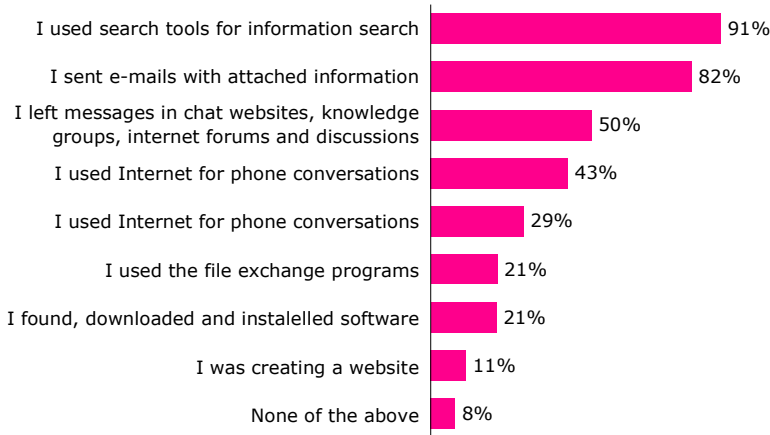 I used search tools for information search 91%
I sent e-mails with attached information 82%
I left messages in chat websites, knowledge
groups, internet forums and discussions 50%
I used Internet for phone conversations 43%
I used Internet for phone conversations 29%
I used the file exchange programs 21%
I found, downloaded and instalelled software 21%
I was creating a website 11%
None of the above 8%